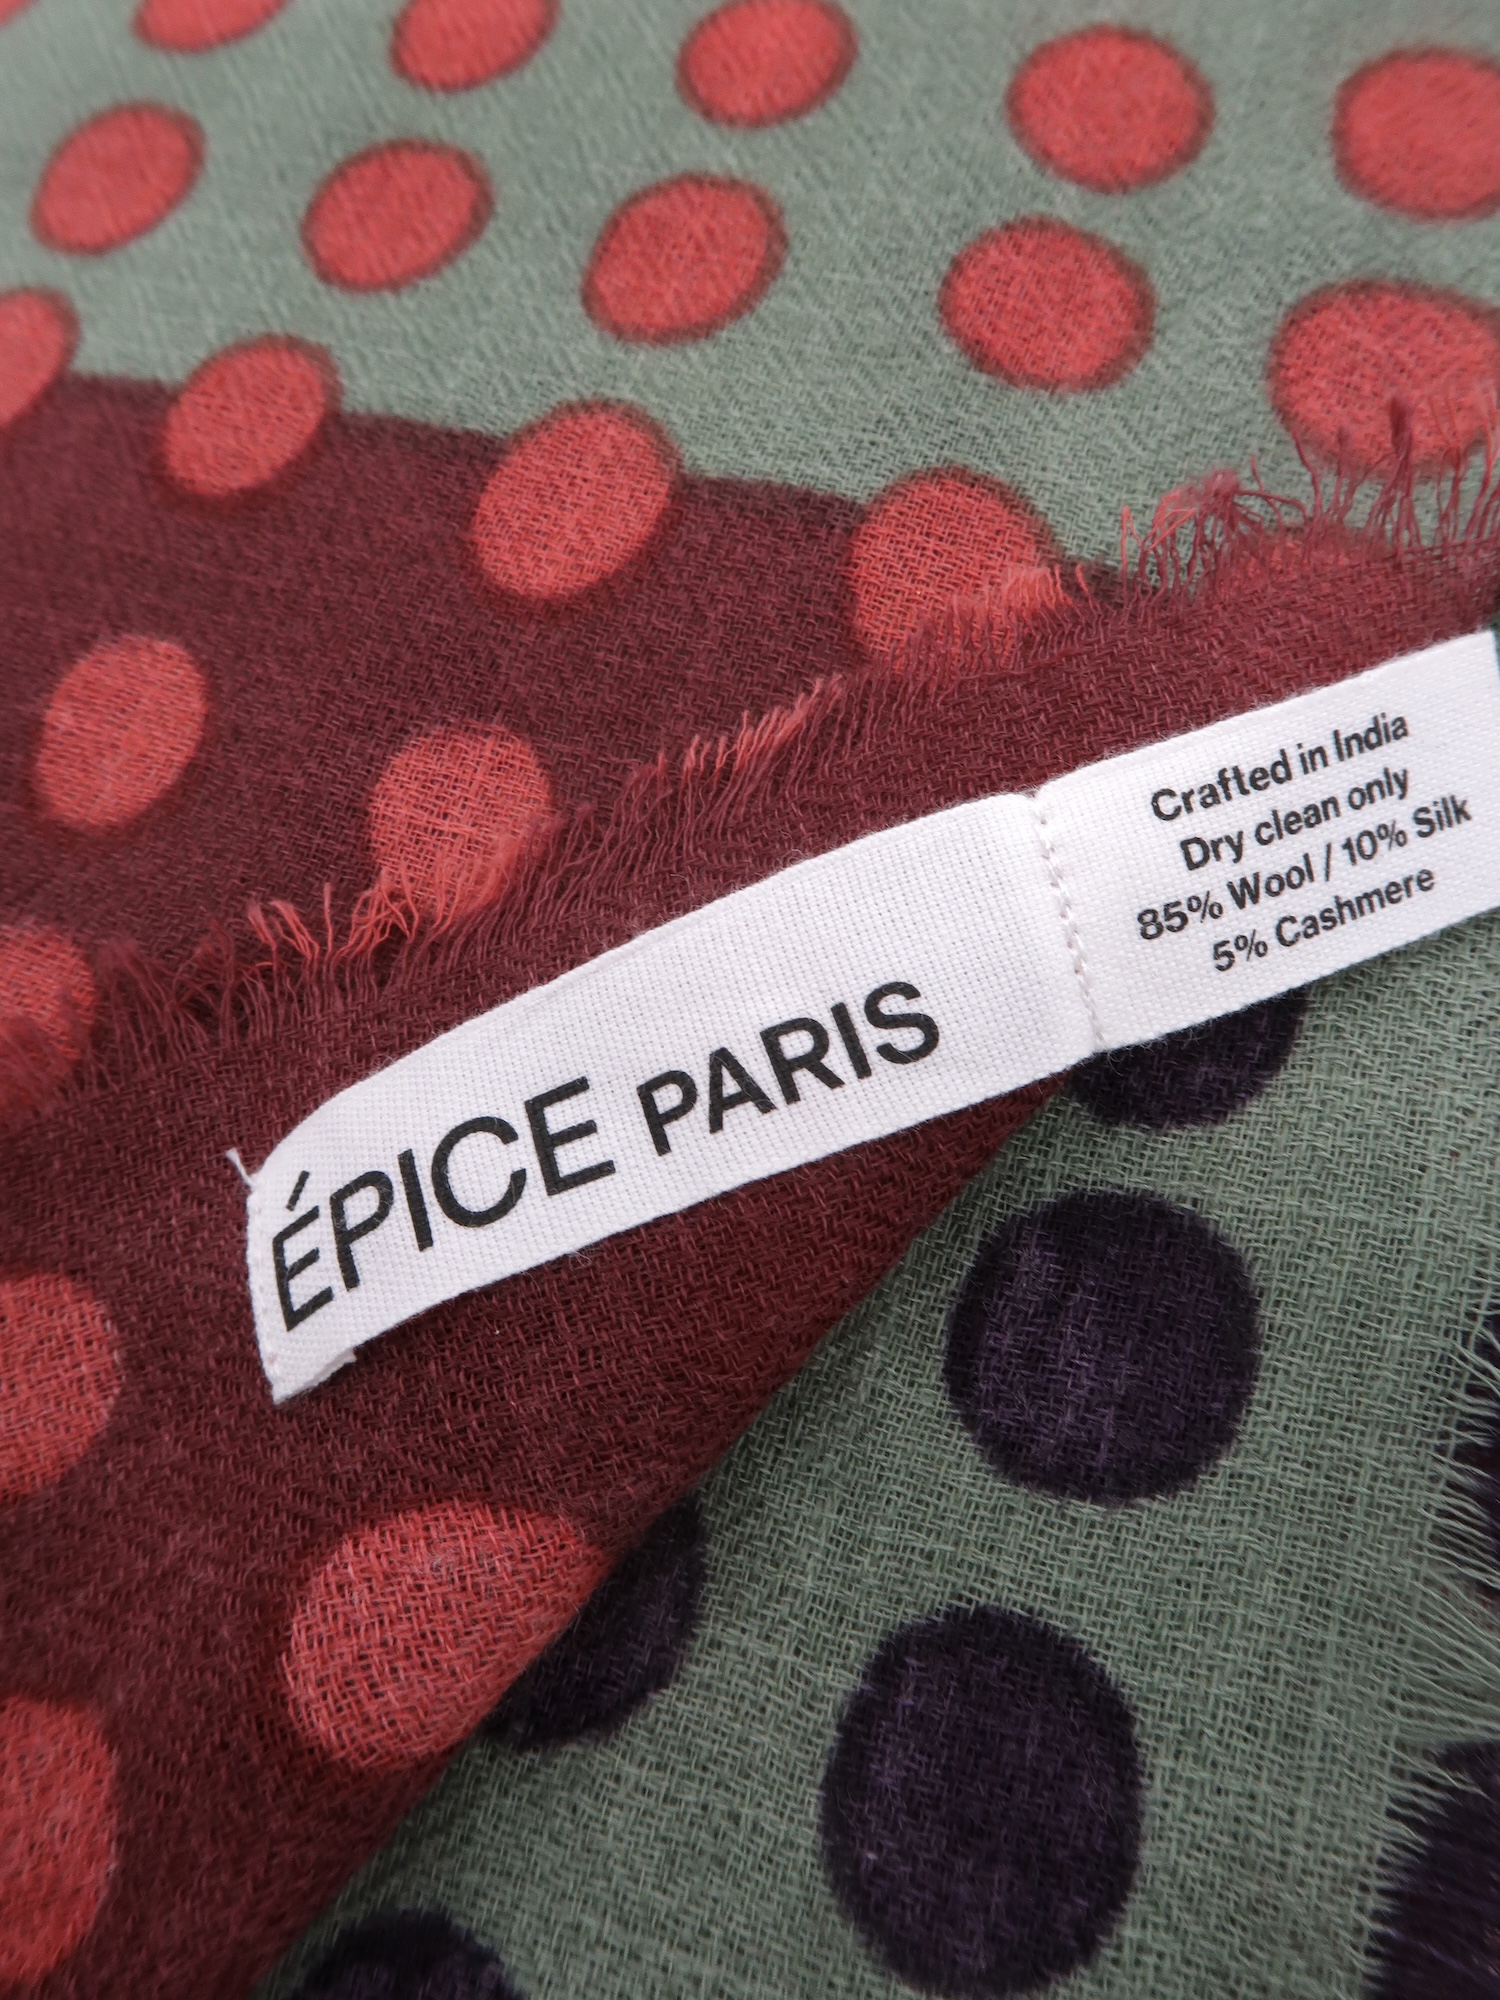 ÉPICE PARIS
Crafted in India
Dry clean only
85% Wool / 10% Silk
5% Cashmere